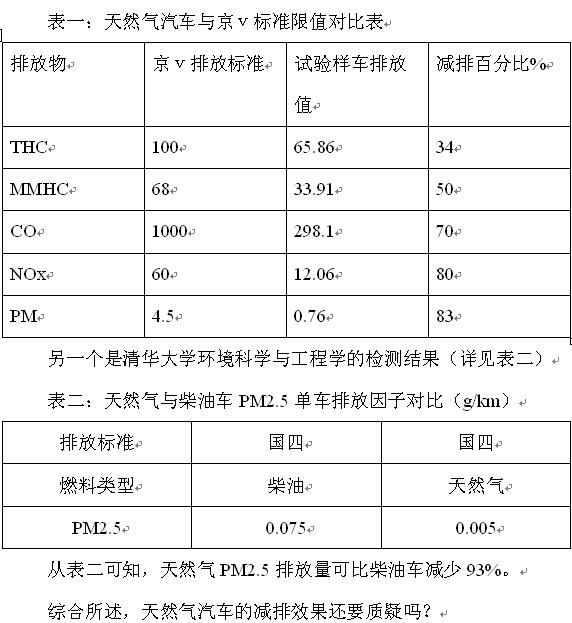 表一：天然气汽车与京ⅴ标准限值对比表
排放物 京ⅴ排放标准 试验样车排放值 减排百分比%
THC 100 65.86 34
MMHC 68 33.91 50
CO 1000 298.1 70
NOx 60 12.06 80
PM 4.5 0.76 83
另一个是清华大学环境科学与工程学的检测结果（详见表二）
表二：天然气与柴油车 PM2.5 单车排放因子对比（g/km）
排放标准 国四 国四
燃料类型 柴油 天然气
PM2.5 0.075 0.005
从表二可知，天然气 PM2.5 排放量可比柴油车减少 93%。
综合所述，天然气汽车的减排效果还要质疑吗？